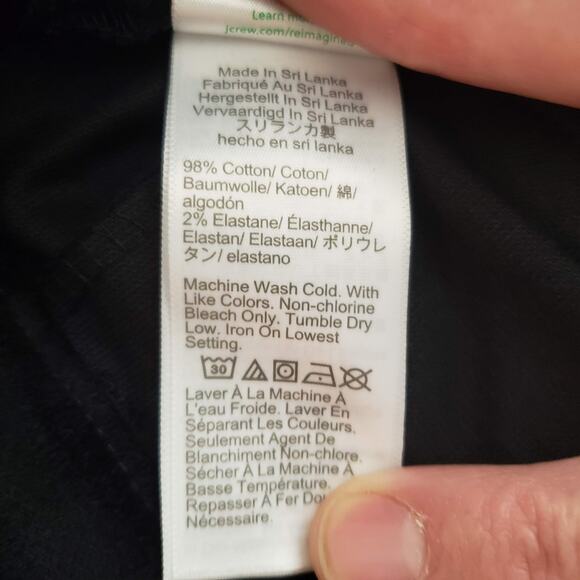 Learn
jcrew.com/reimagined
Made In Sri Lanka
Fabriqué Au Sri Lanka
Hergestellt In Sri Lanka
Vervaardigd In Sri Lanka
スリランカ製
hecho en sri lanka
98% Cotton/ Coton/
Baumwolle/ Katoen/ 綿/
algodón
2% Elastane/ Élasthanne/
Elastan/ Elastaan/ ポリウレ
タン/ elastano
Machine Wash Cold. With
Like Colors. Non-chlorine
Bleach Only. Tumble Dry
Low. Iron On Lowest
Setting.
30
Laver À La Machine À
L'eau Froide. Laver En
Séparant Les Couleurs.
Seulement Agent De
Blanchiment Non-chlore.
Sécher À La Machine À
Basse Température.
Repasser À Fer
Nécessaire.